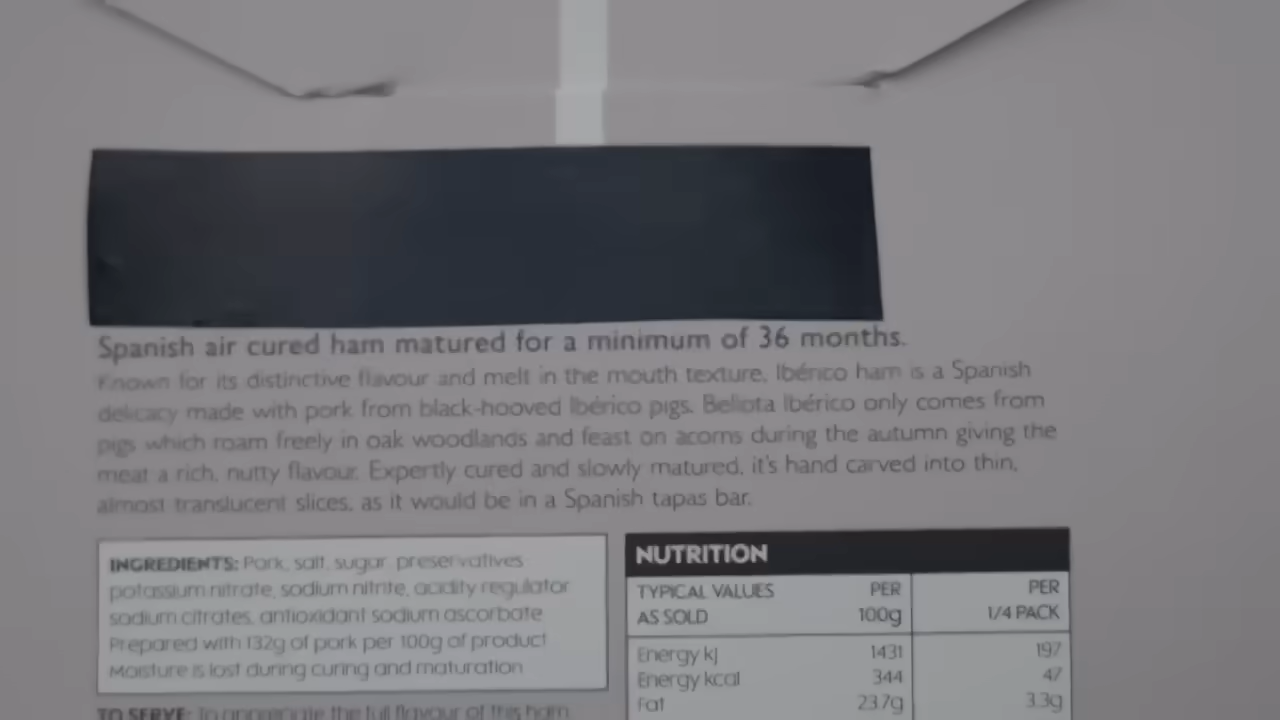 Spanish air cured ham matured for a minimum of 36 months.
Known for its distinctive flavour and melt in the mouth texture, Ibérico ham is a Spanish
delicacy made with pork from black-hooved Ibérico pigs. Bellota Ibérico only comes from
pigs which roam freely in oak woodlands and feast on acorns during the autumn giving the
meat a rich, nutty flavour. Expertly cured and slowly matured, it's hand carved into thin,
almost translucent slices, as it would be in a Spanish tapas bar.
INGREDIENTS: Pork, salt, sugar, preservatives
potassium nitrate, sodium nitrite, acidity regulator
sodium citrates, antioxidant sodium ascorbate
Prepared with 132g of pork per 100g of product
Moisture is lost during curing and maturation
TO SERVE: To appreciate the full flavour of this ham
NUTRITION
TYPICAL VALUES PER PER
AS SOLD 100g 1/4 PACK
Energy kJ 1431 197
Energy kcal 344 47
Fat 23.7g 3.3g